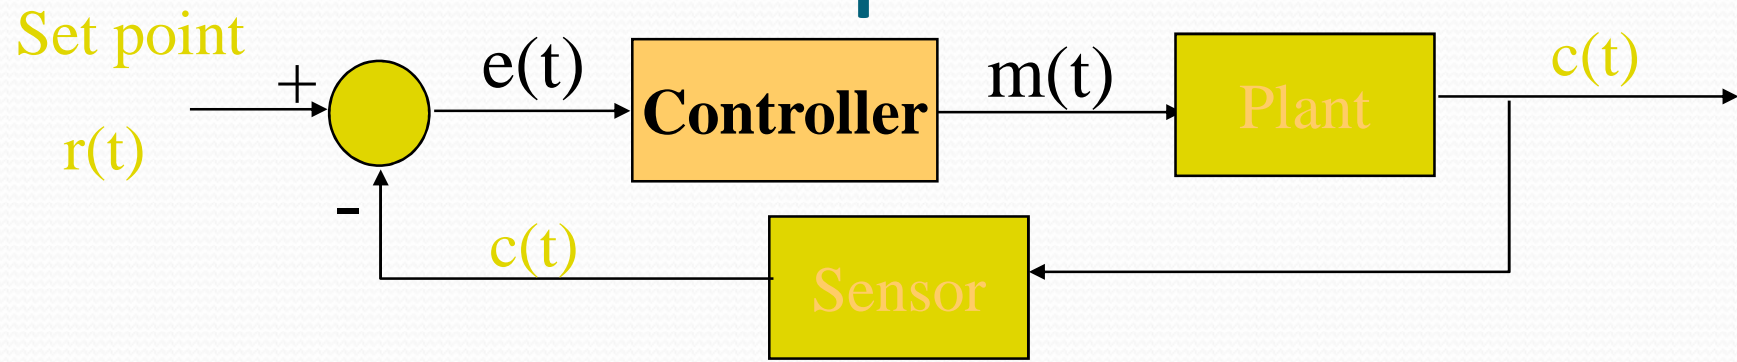 Set point
r(t)
+
-
e(t)
Controller
m(t)
Plant
c(t)
c(t)
Sensor